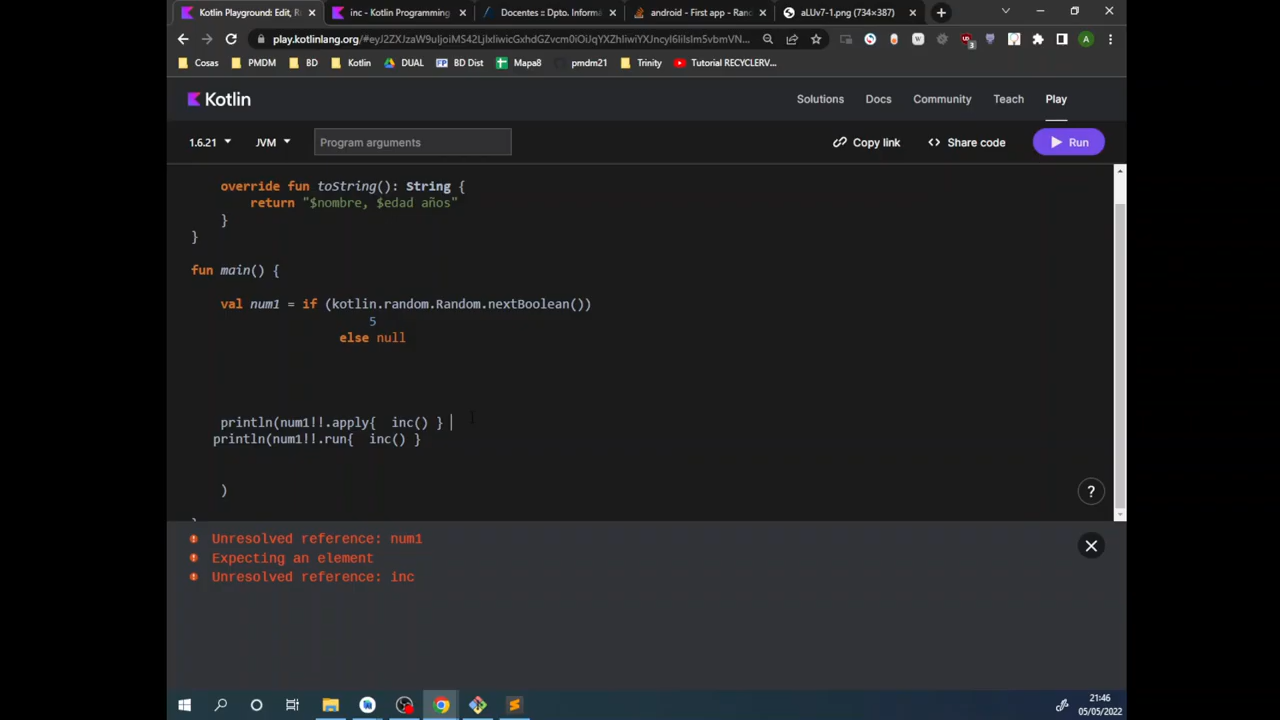 Kotlin Playground: Edit, R
inc - Kotlin Programming
Docentes :: Dpto. Informá
android - First app - Ran
aLUv7-1.png (734×387)
Cosas
PMDM
BD
Kotlin
DUAL
BD Dist
Mapa8
pmdm21
Trinity
Tutorial RECYCLERV...
Kotlin
Solutions
Docs
Community
Teach
Play
1.6.21
JVM
Program arguments
Copy link
Share code
Run
override fun toString(): String {
return "$nombre, $edad años"
}
}
fun main() {
val num1 = if (kotlin.random.Random.nextBoolean())
5
else null
println(num1!!.apply{  inc() }
println(num1!!.run{  inc() }
)
?
Unresolved reference: num1
Expecting an element
Unresolved reference: inc
21:46
05/05/2022